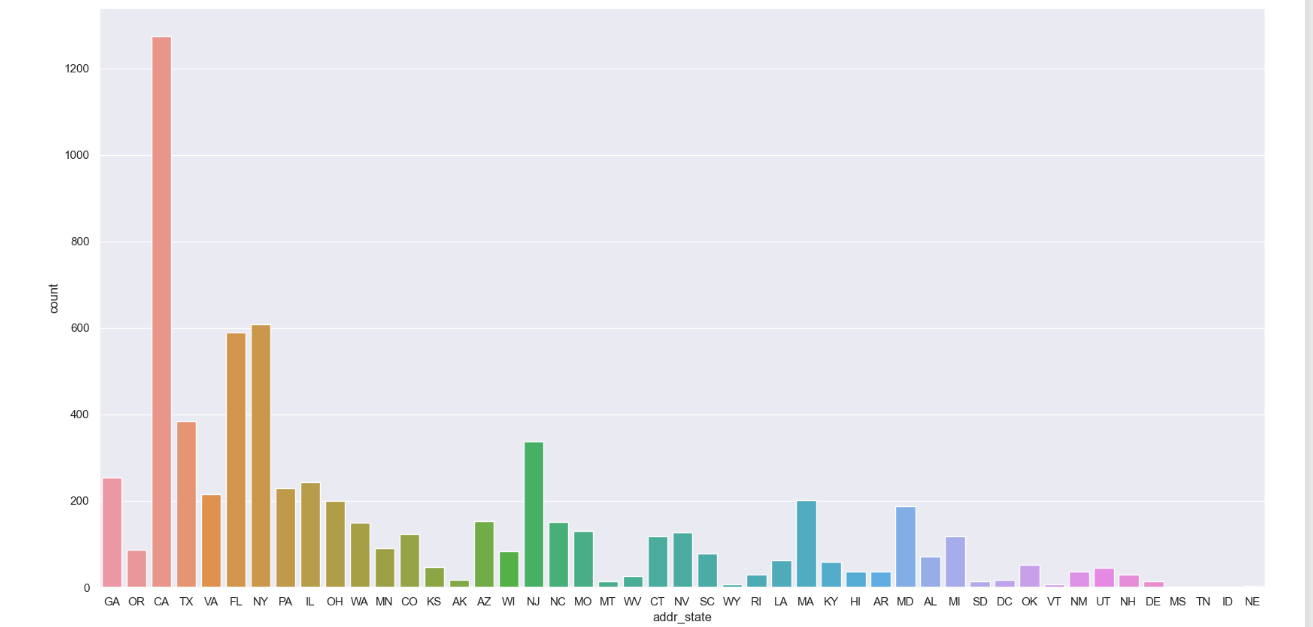 1200
1000
800
600
400
200
0
count
GA OR CA TX VA FL NY PA IL OH WA MN CO KS AK AZ WI NJ NC MO MT WV CT NV SC WY RI LA MA KY HI AR MD AL MI SD DC OK VT NM UT NH DE MS TN ID NE
addr_state